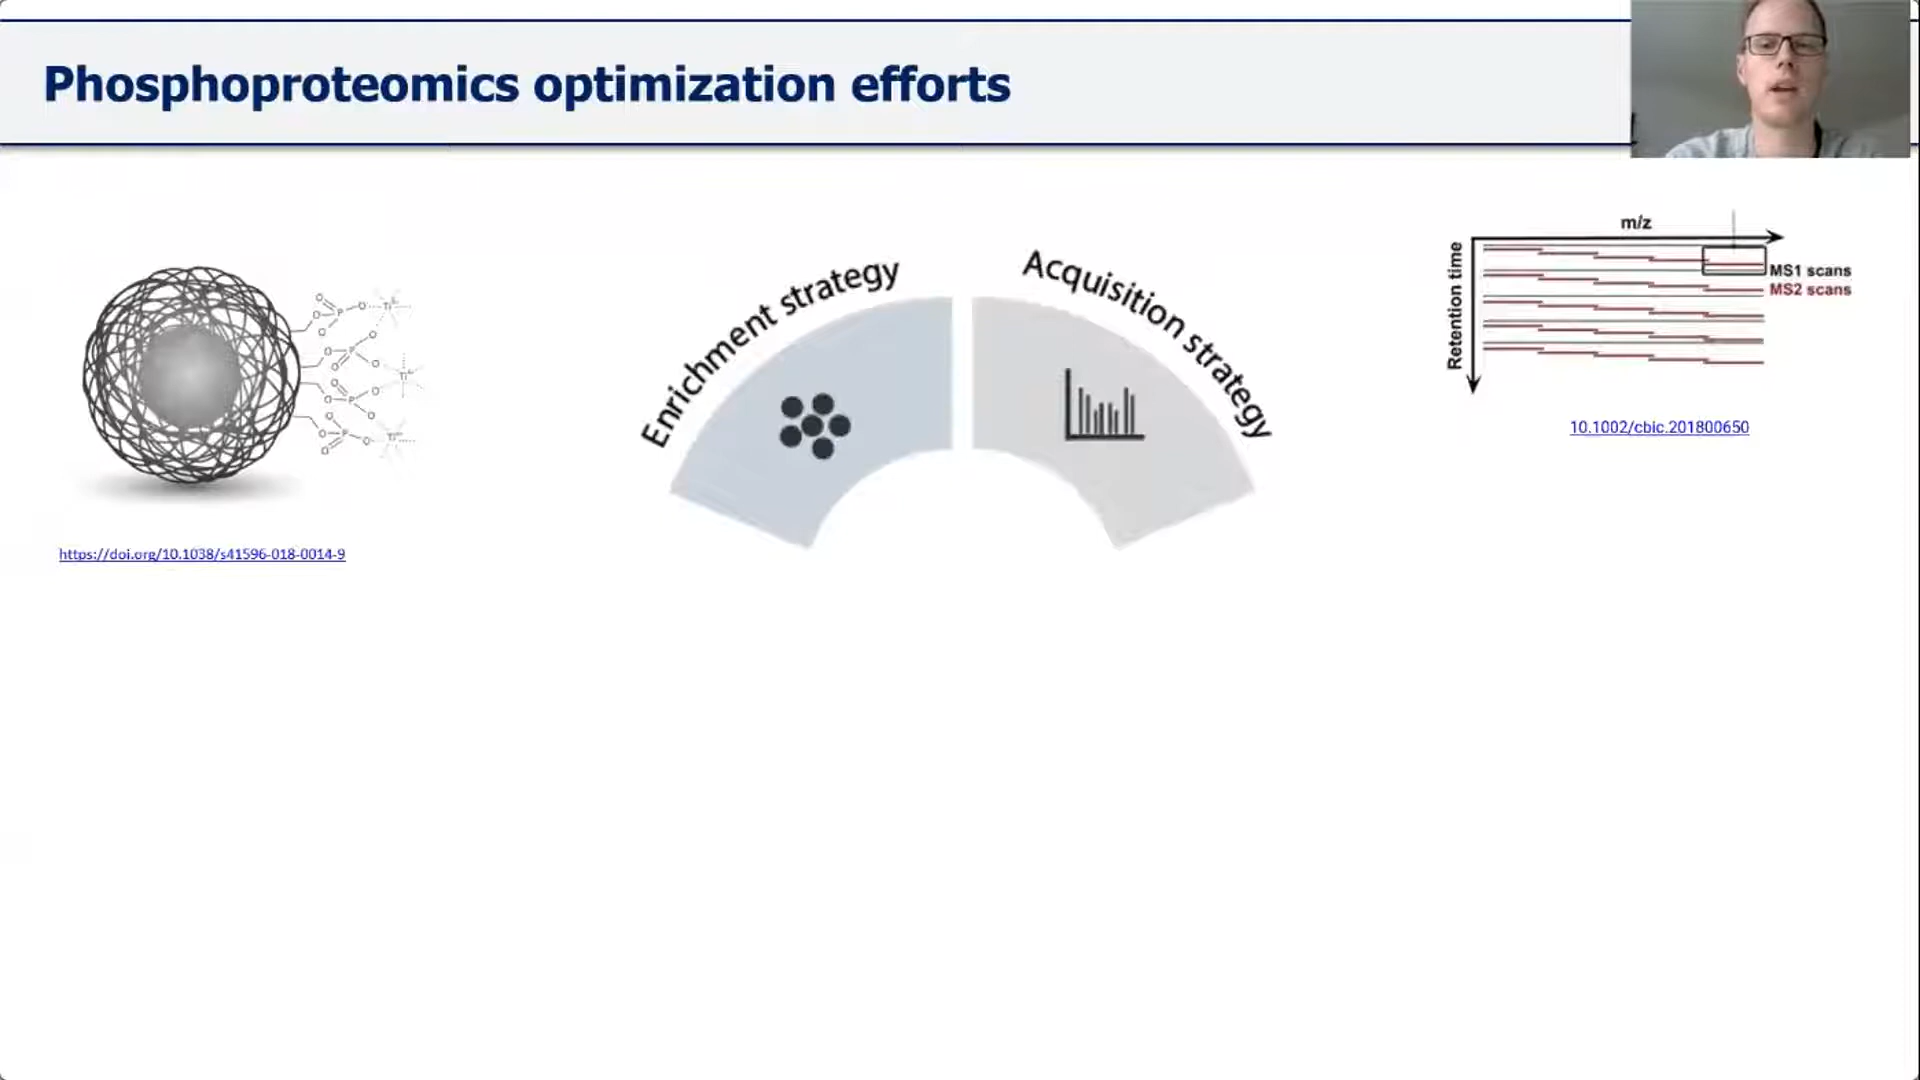 Phosphoproteomics optimization efforts
Enrichment strategy
Acquisition strategy
m/z
Retention time
MS1 scans
MS2 scans
10.1002/cbic.201800650
https://doi.org/10.1038/s41596-018-0014-9